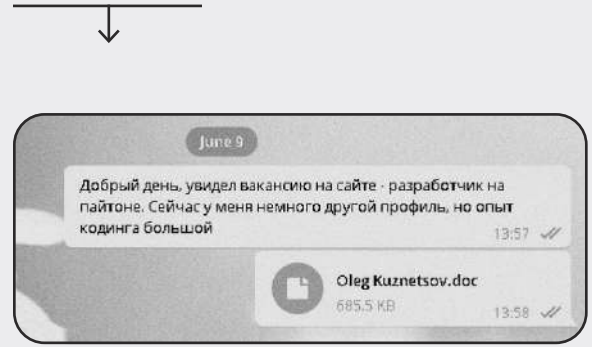 June 9
Добрый день, увидел вакансию на сайте - разработчик на
пайтоне. Сейчас у меня немного другой профиль, но опыт
кодинга большой
13:57
Oleg Kuznetsov.doc
685.5 KB
13:58